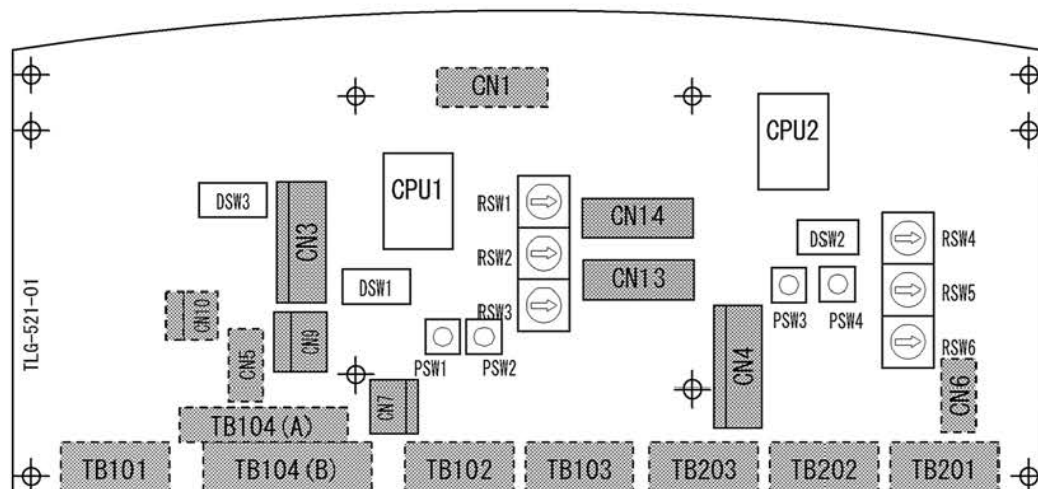 CN1
CPU2
CPU1
DSW3
RSW1
CN14
CN3
RSW2
DSW2
RSW4
DSW1
CN13
RSW5
CN10
RSW3
PSW3
PSW4
TLG-521-01
CN9
CN5
PSW1
PSW2
CN4
RSW6
CN6
CN7
TB104(A)
TB101
TB104(B)
TB102
TB103
TB203
TB202
TB201